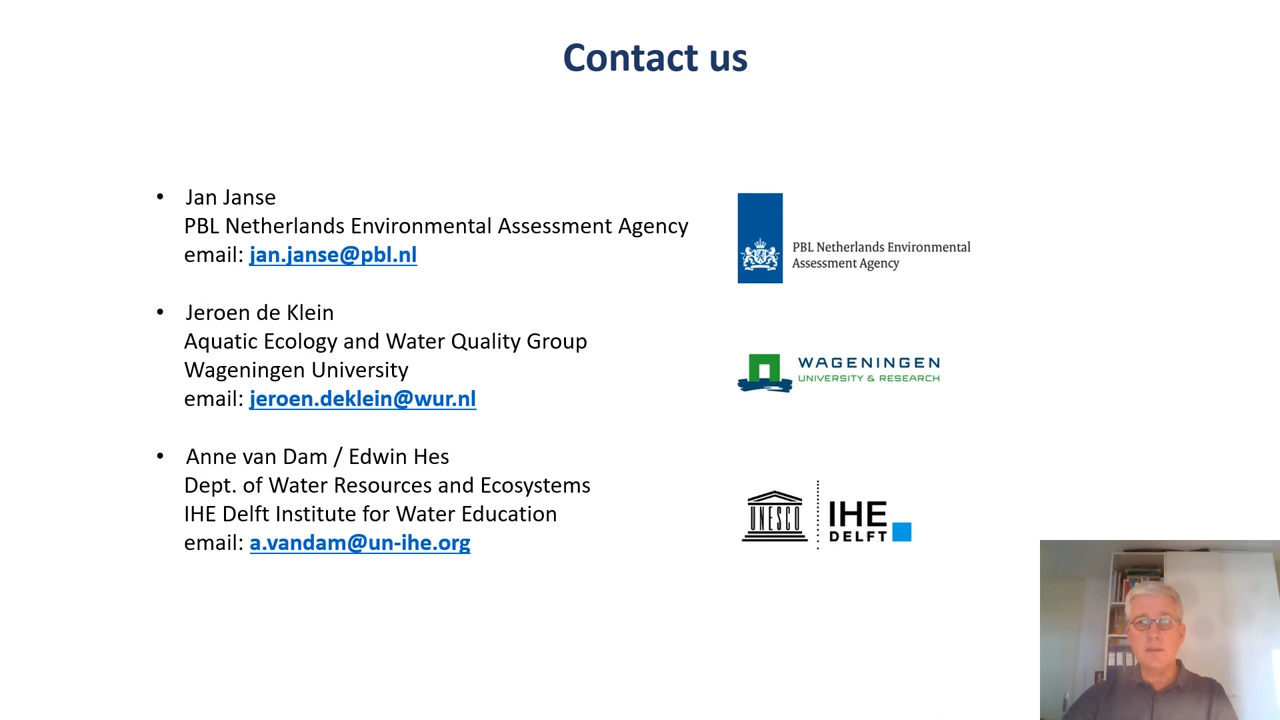 Contact us
• Jan Janse
PBL Netherlands Environmental Assessment Agency
email: jan.janse@pbl.nl
PBL Netherlands Environmental
Assessment Agency
• Jeroen de Klein
Aquatic Ecology and Water Quality Group
Wageningen University
email: jeroen.deklein@wur.nl
WAGENINGEN
UNIVERSITY & RESEARCH
• Anne van Dam / Edwin Hes
Dept. of Water Resources and Ecosystems
IHE Delft Institute for Water Education
email: a.vandam@un-ihe.org
UNESCO
IHE
DELFT